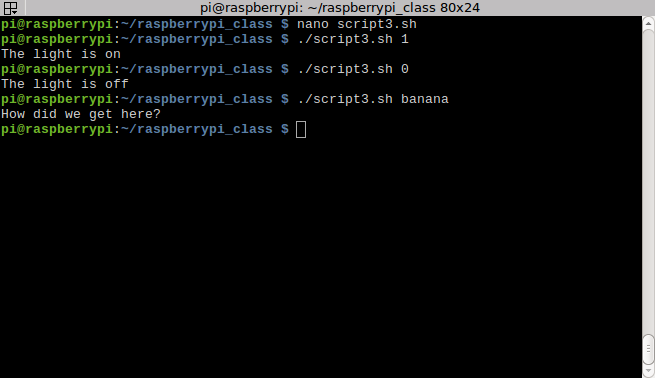 pi@raspberrypi: ~/raspberrypi_class 80x24
pi@raspberrypi:~/raspberrypi_class $ nano script3.sh
pi@raspberrypi:~/raspberrypi_class $ ./script3.sh 1
The light is on
pi@raspberrypi:~/raspberrypi_class $ ./script3.sh 0
The light is off
pi@raspberrypi:~/raspberrypi_class $ ./script3.sh banana
How did we get here?
pi@raspberrypi:~/raspberrypi_class $